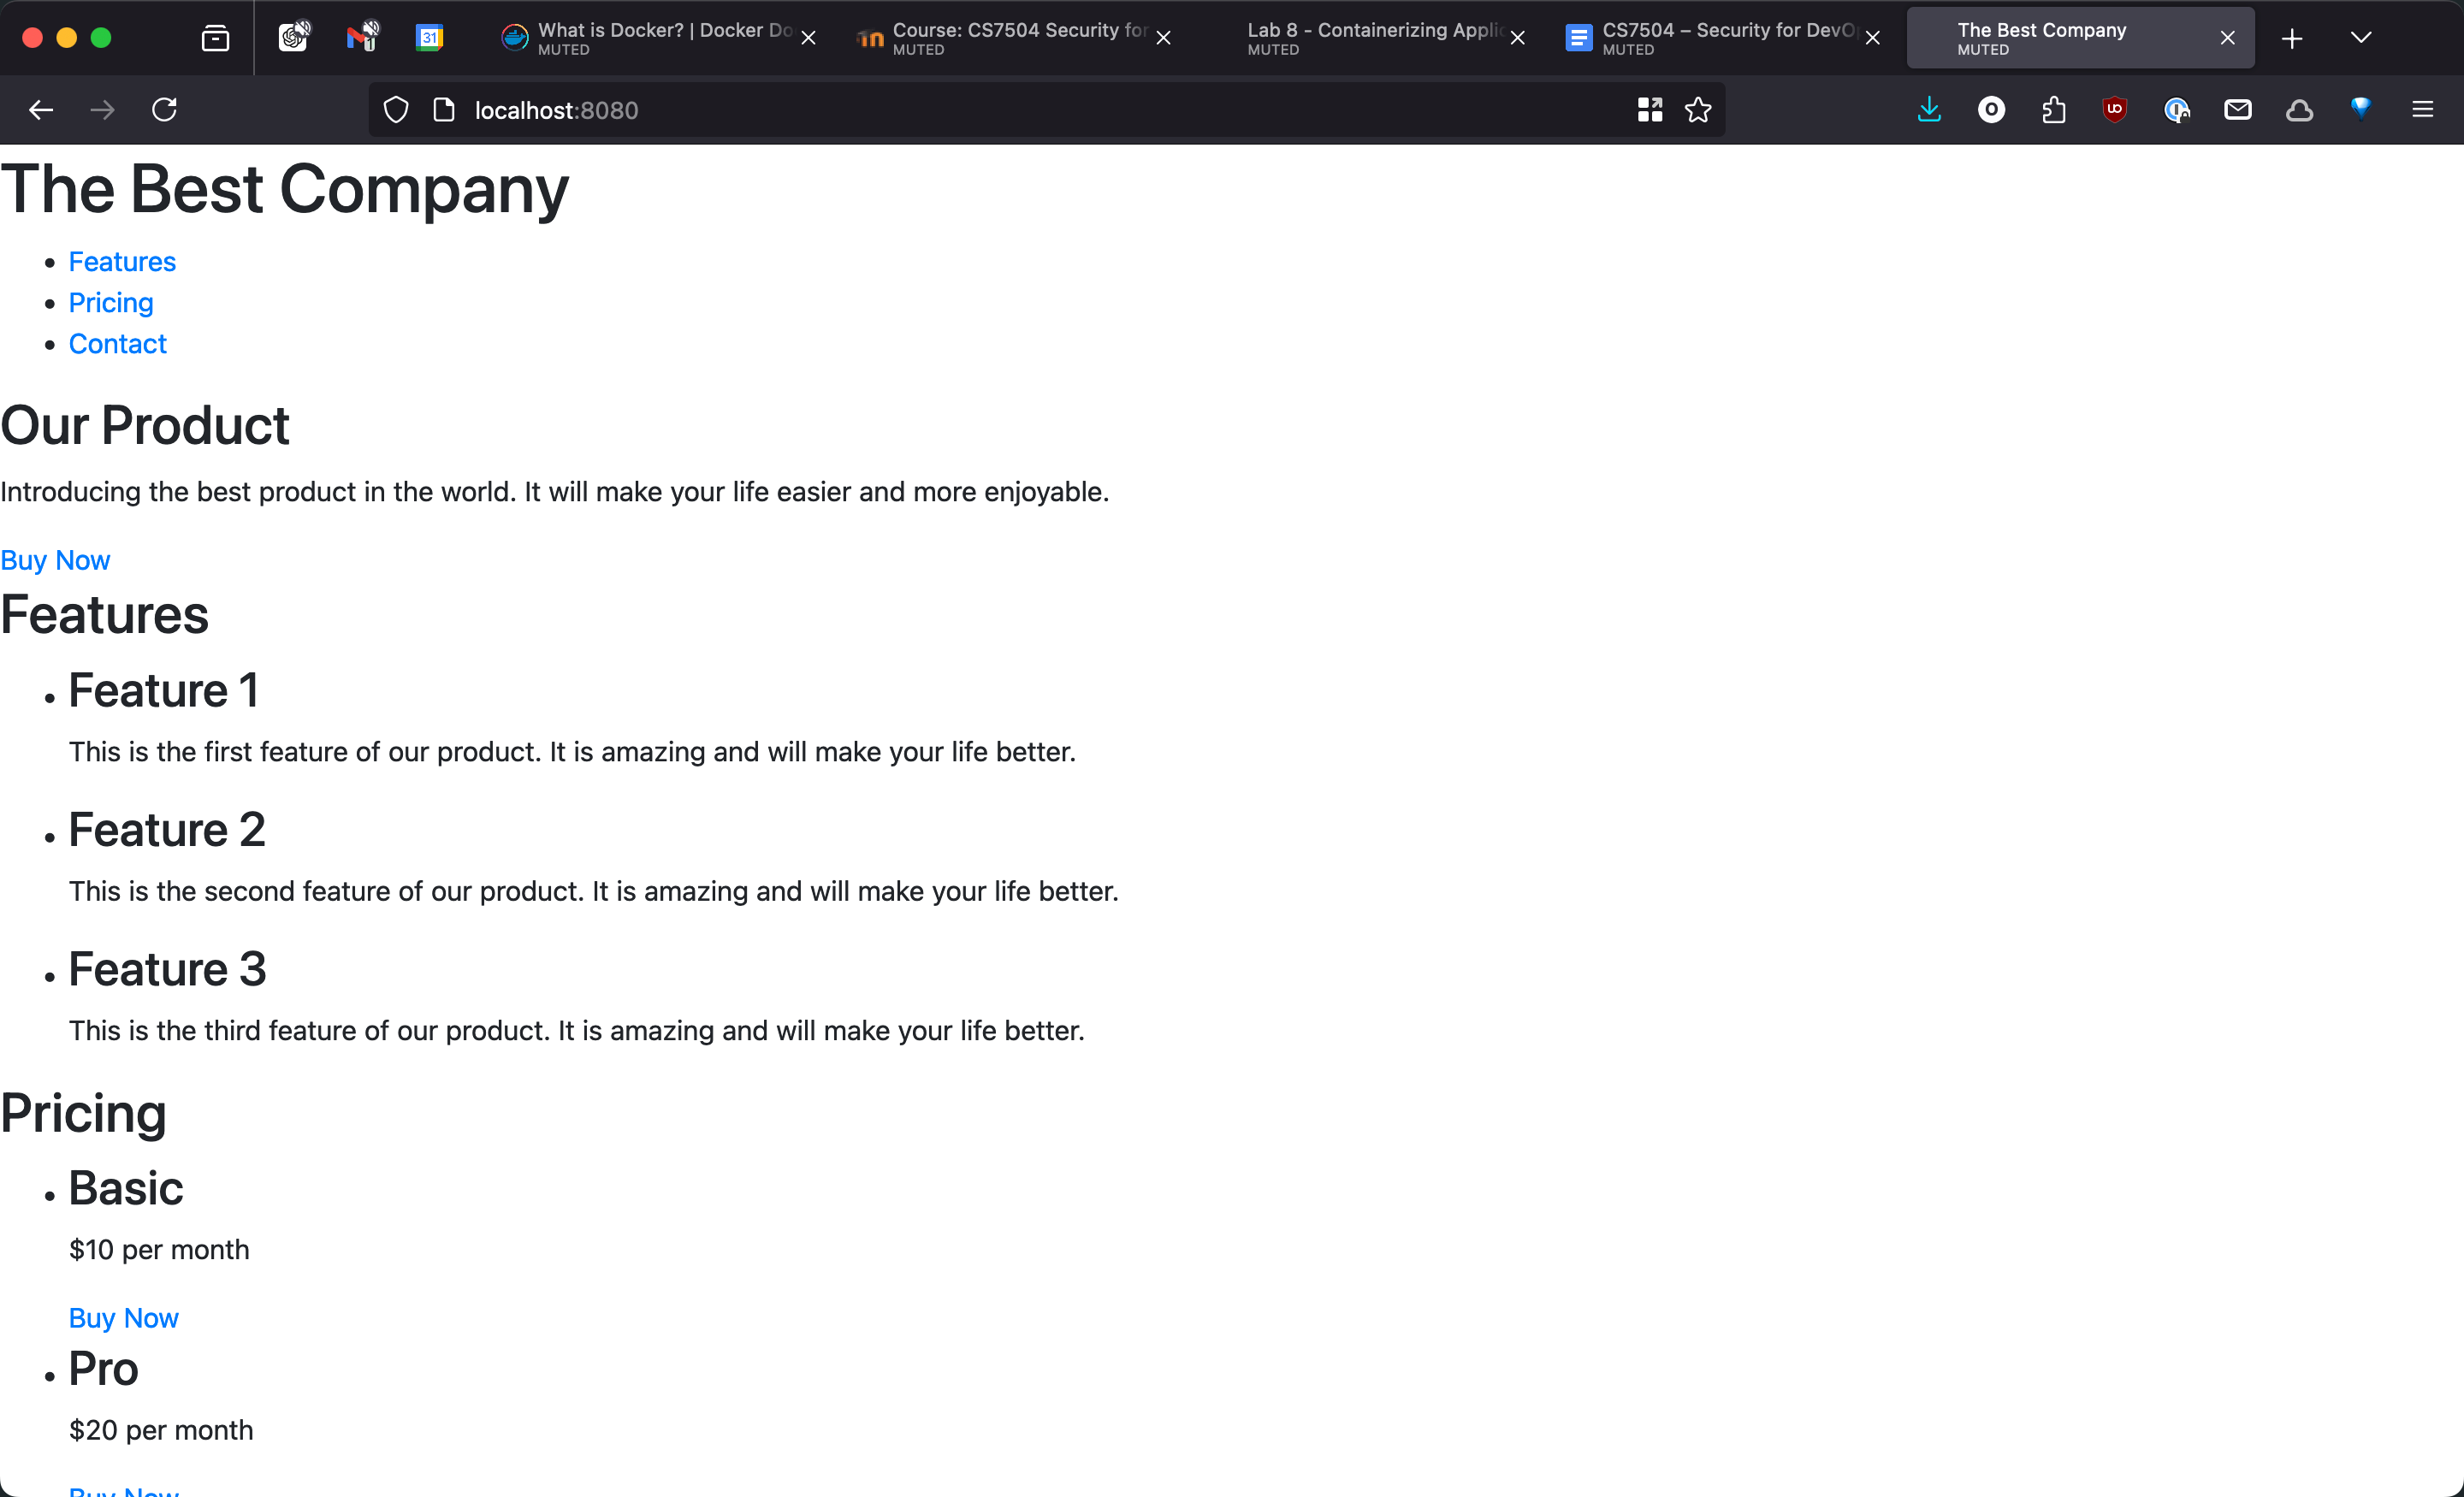 What is Docker? | Docker Do
MUTED
Course: CS7504 Security for
MUTED
Lab 8 - Containerizing Applic
MUTED
CS7504 – Security for DevO
MUTED
The Best Company
MUTED
31
localhost:8080
The Best Company
Features
Pricing
Contact
Our Product
Introducing the best product in the world. It will make your life easier and more enjoyable.
Buy Now
Features
Feature 1
This is the first feature of our product. It is amazing and will make your life better.
Feature 2
This is the second feature of our product. It is amazing and will make your life better.
Feature 3
This is the third feature of our product. It is amazing and will make your life better.
Pricing
Basic
$10 per month
Buy Now
Pro
$20 per month
Buy Now